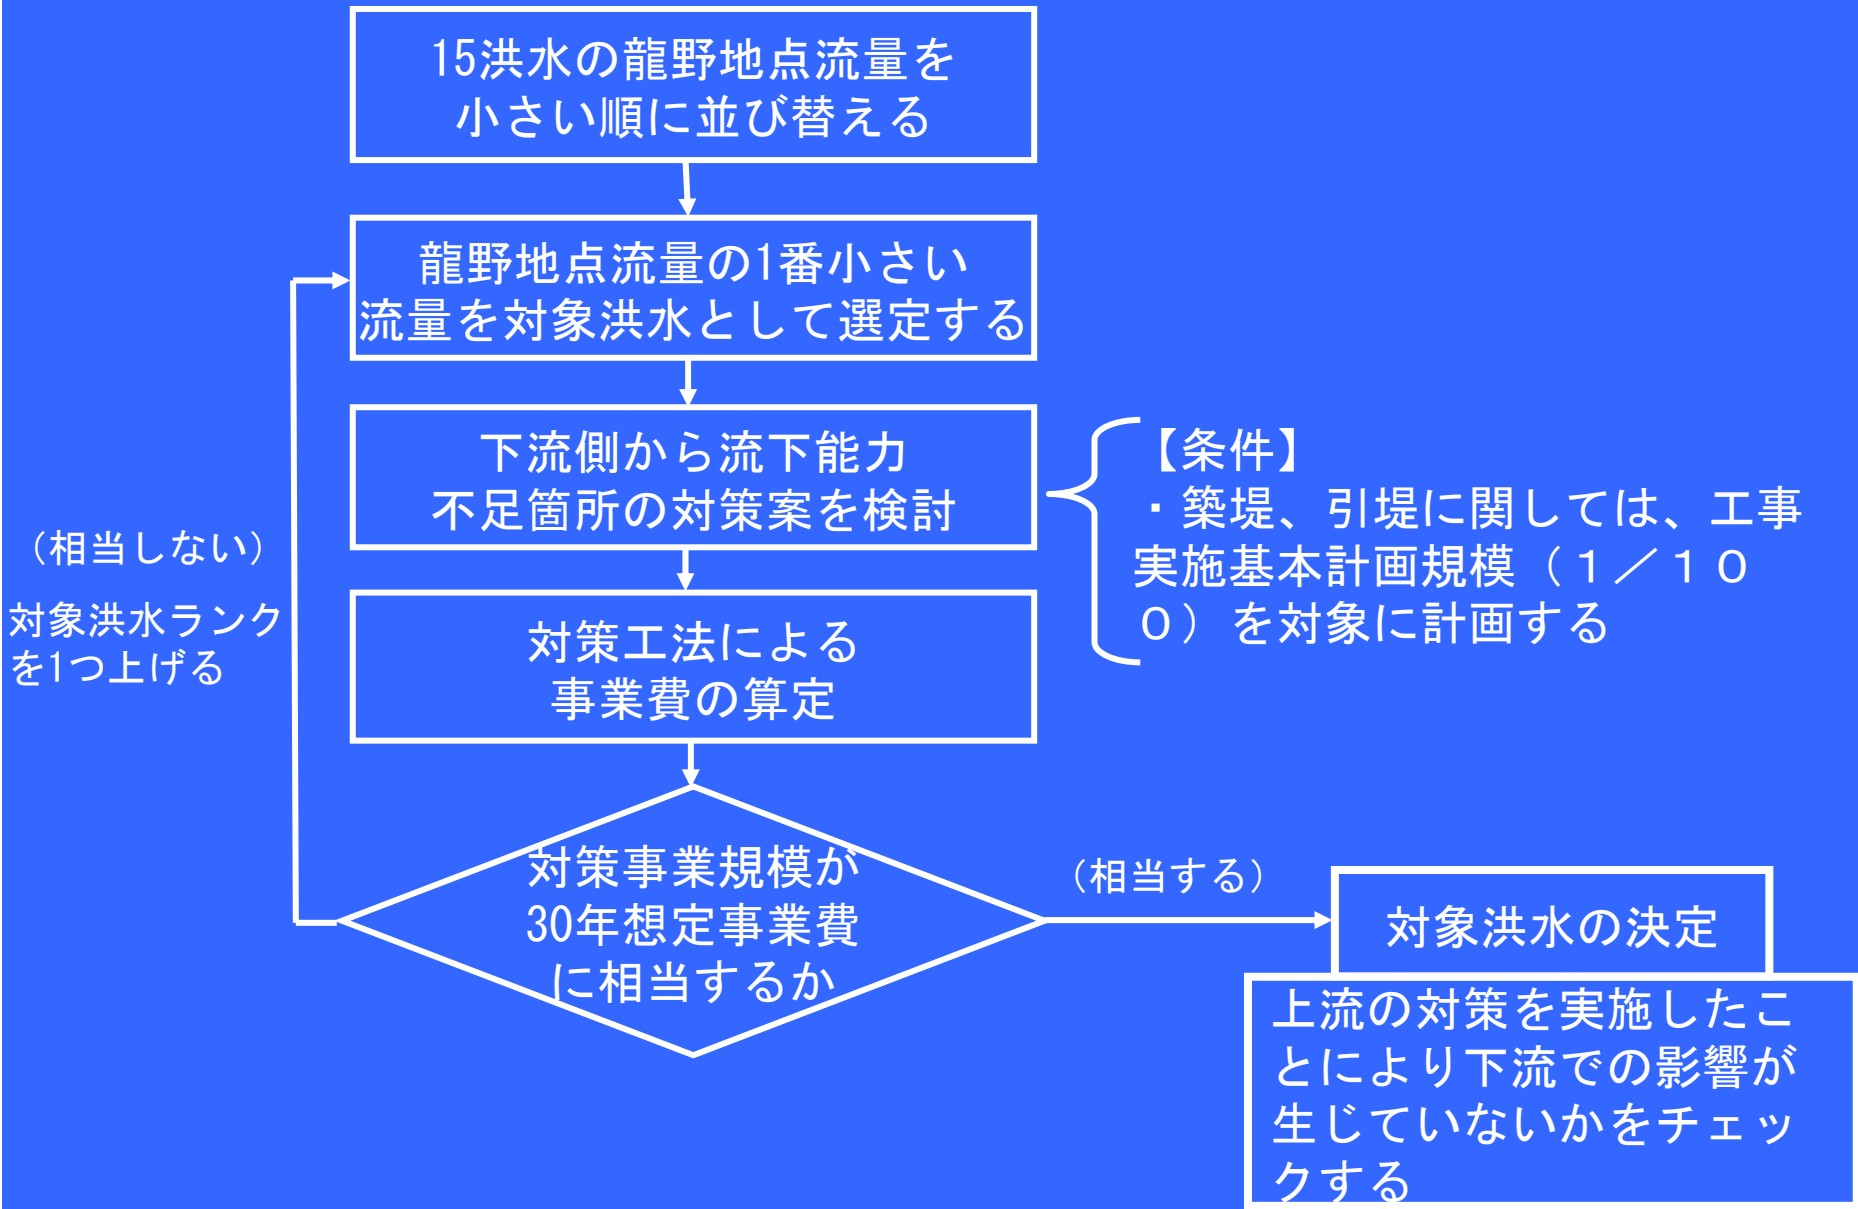 15洪水の龍野地点流量を
小さい順に並び替える
龍野地点流量の1番小さい
流量を対象洪水として選定する
下流側から流下能力
不足箇所の対策案を検討
【条件】
・築堤、引堤に関しては、工事
実施基本計画規模（１／１０
０）を対象に計画する
（相当しない）
対象洪水ランク
を1つ上げる
対策工法による
事業費の算定
対策事業規模が
30年想定事業費
に相当するか
（相当する）
対象洪水の決定
上流の対策を実施したこ
とにより下流での影響が
生じていないかをチェッ
クする